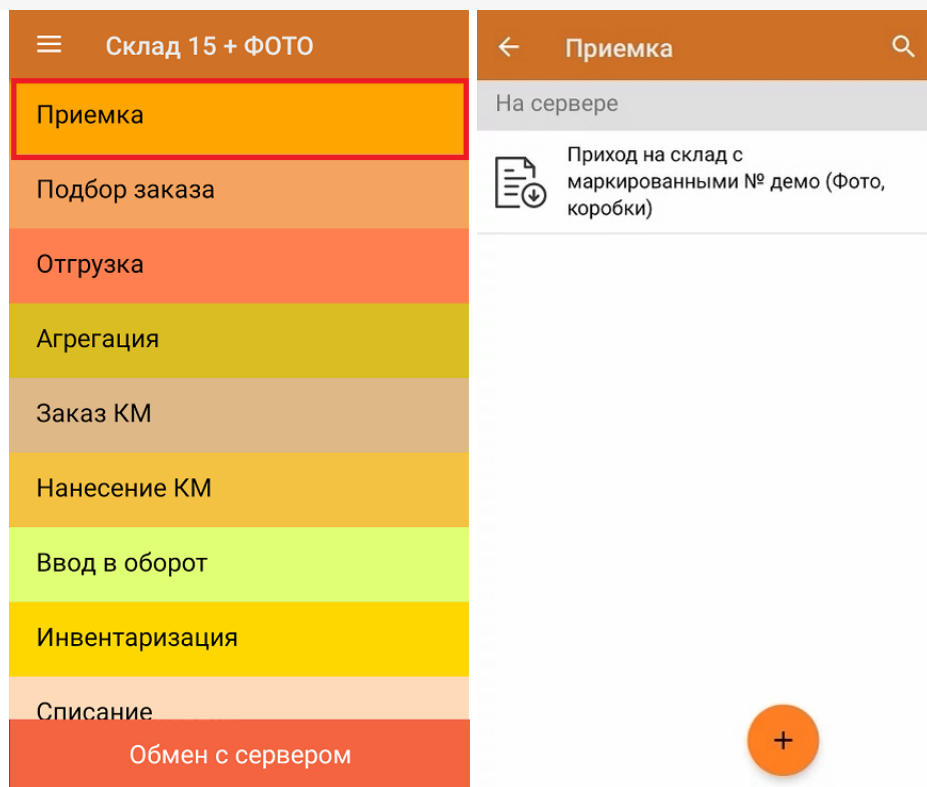 Склад 15 + ФОТО
Приемка
Подбор заказа
Отгрузка
Агрегация
Заказ КМ
Нанесение КМ
Ввод в оборот
Инвентаризация
Списание
Обмен с сервером
Приемка
На сервере
Приход на склад с
маркированными № демо (Фото,
коробки)
+